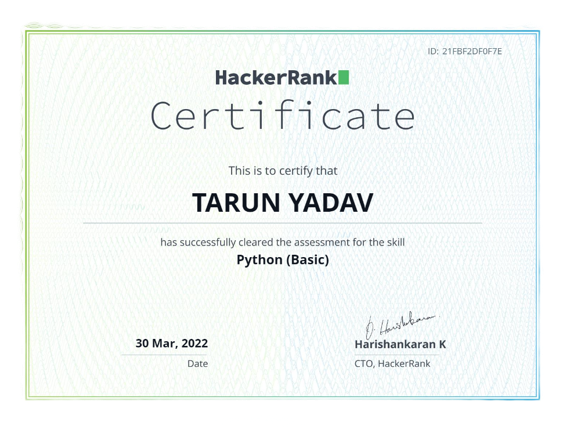 ID: 21FBF2DF0F7E
HackerRank
Certificate
This is to certify that
TARUN YADAV
has successfully cleared the assessment for the skill
Python (Basic)
30 Mar, 2022
Date
Harishankaran K
CTO, HackerRank